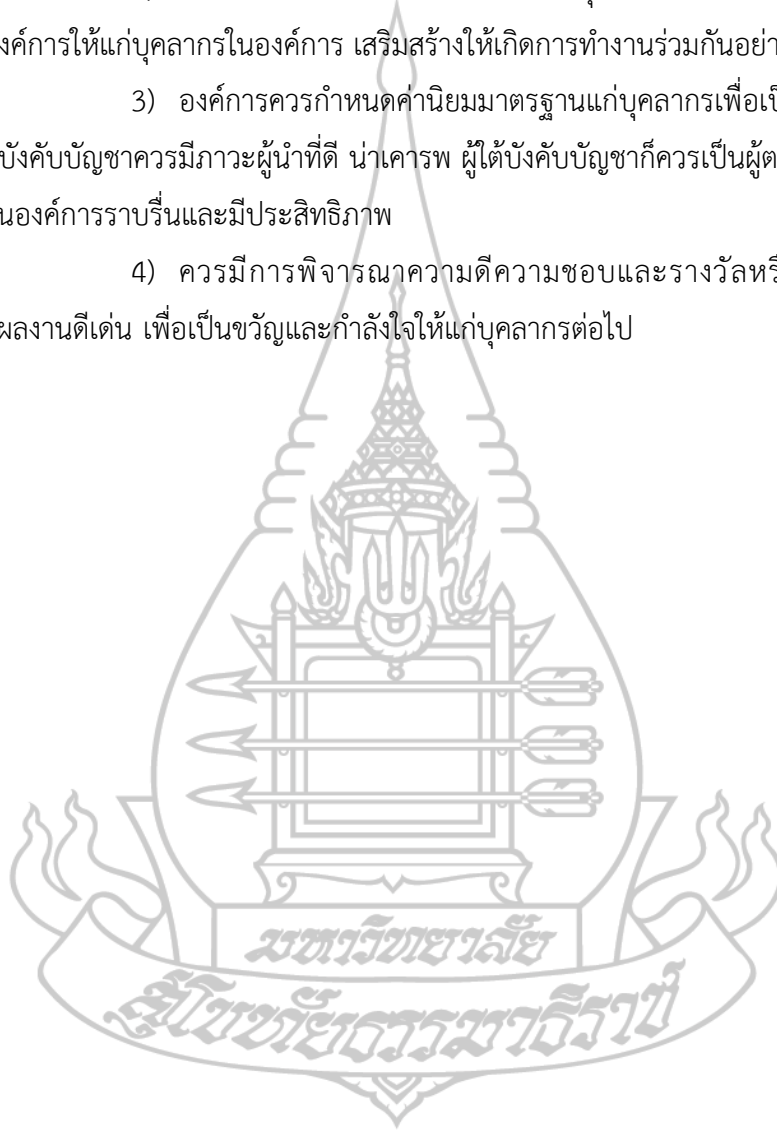 งค์การให้แก่บุคลากรในองค์การ เสริมสร้างให้เกิดการทำงานร่วมกันอย่า
3) องค์การควรกำหนดค่านิยมมาตรฐานแก่บุคลากรเพื่อเป็
บังคับบัญชาควรมีภาวะผู้นำที่ดี น่าเคารพ ผู้ใต้บังคับบัญชาก็ควรเป็นผู้ต
นองค์การราบรื่นและมีประสิทธิภาพ
4) ควรมีการพิจารณาความดีความชอบและรางวัลหรื
ผลงานดีเด่น เพื่อเป็นขวัญและกำลังใจให้แก่บุคลากรต่อไป
มหาวิทยาลัย
สุโขทัยธรรมาธิราช